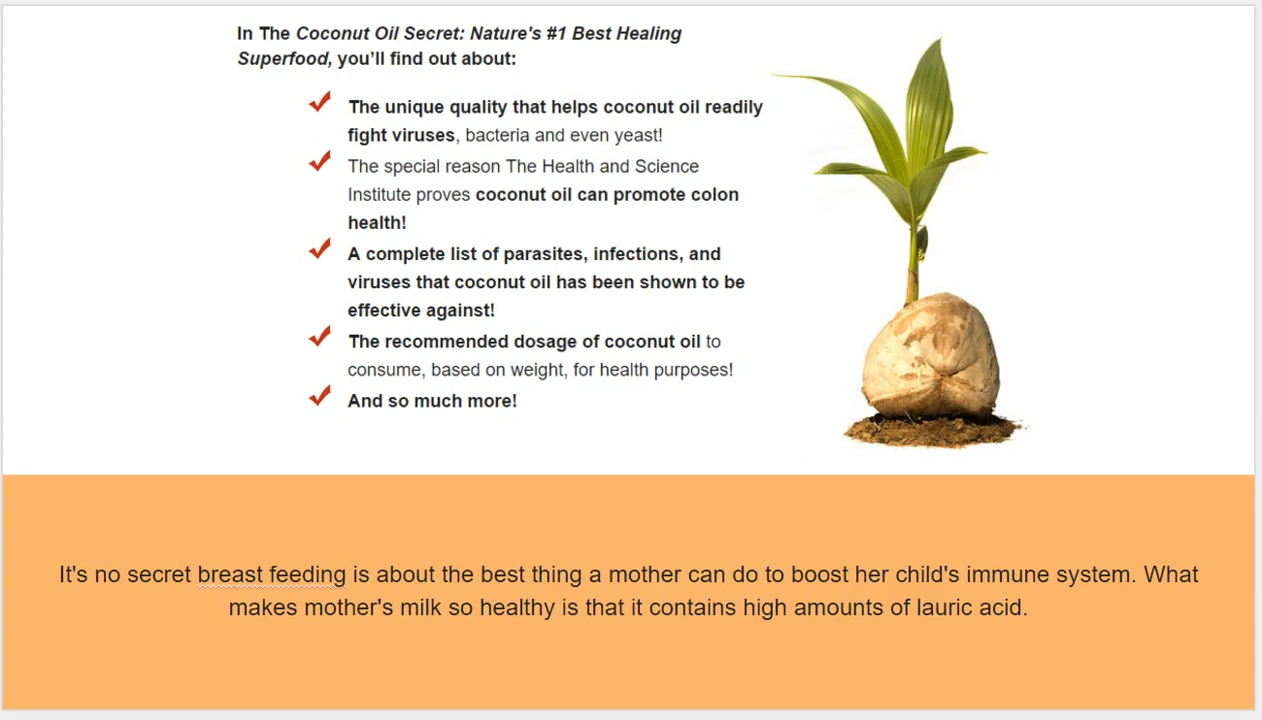 In The Coconut Oil Secret: Nature's #1 Best Healing
Superfood, you’ll find out about:
The unique quality that helps coconut oil readily
fight viruses, bacteria and even yeast!
The special reason The Health and Science
Institute proves coconut oil can promote colon
health!
A complete list of parasites, infections, and
viruses that coconut oil has been shown to be
effective against!
The recommended dosage of coconut oil to
consume, based on weight, for health purposes!
And so much more!
It's no secret breast feeding is about the best thing a mother can do to boost her child's immune system. What
makes mother's milk so healthy is that it contains high amounts of lauric acid.